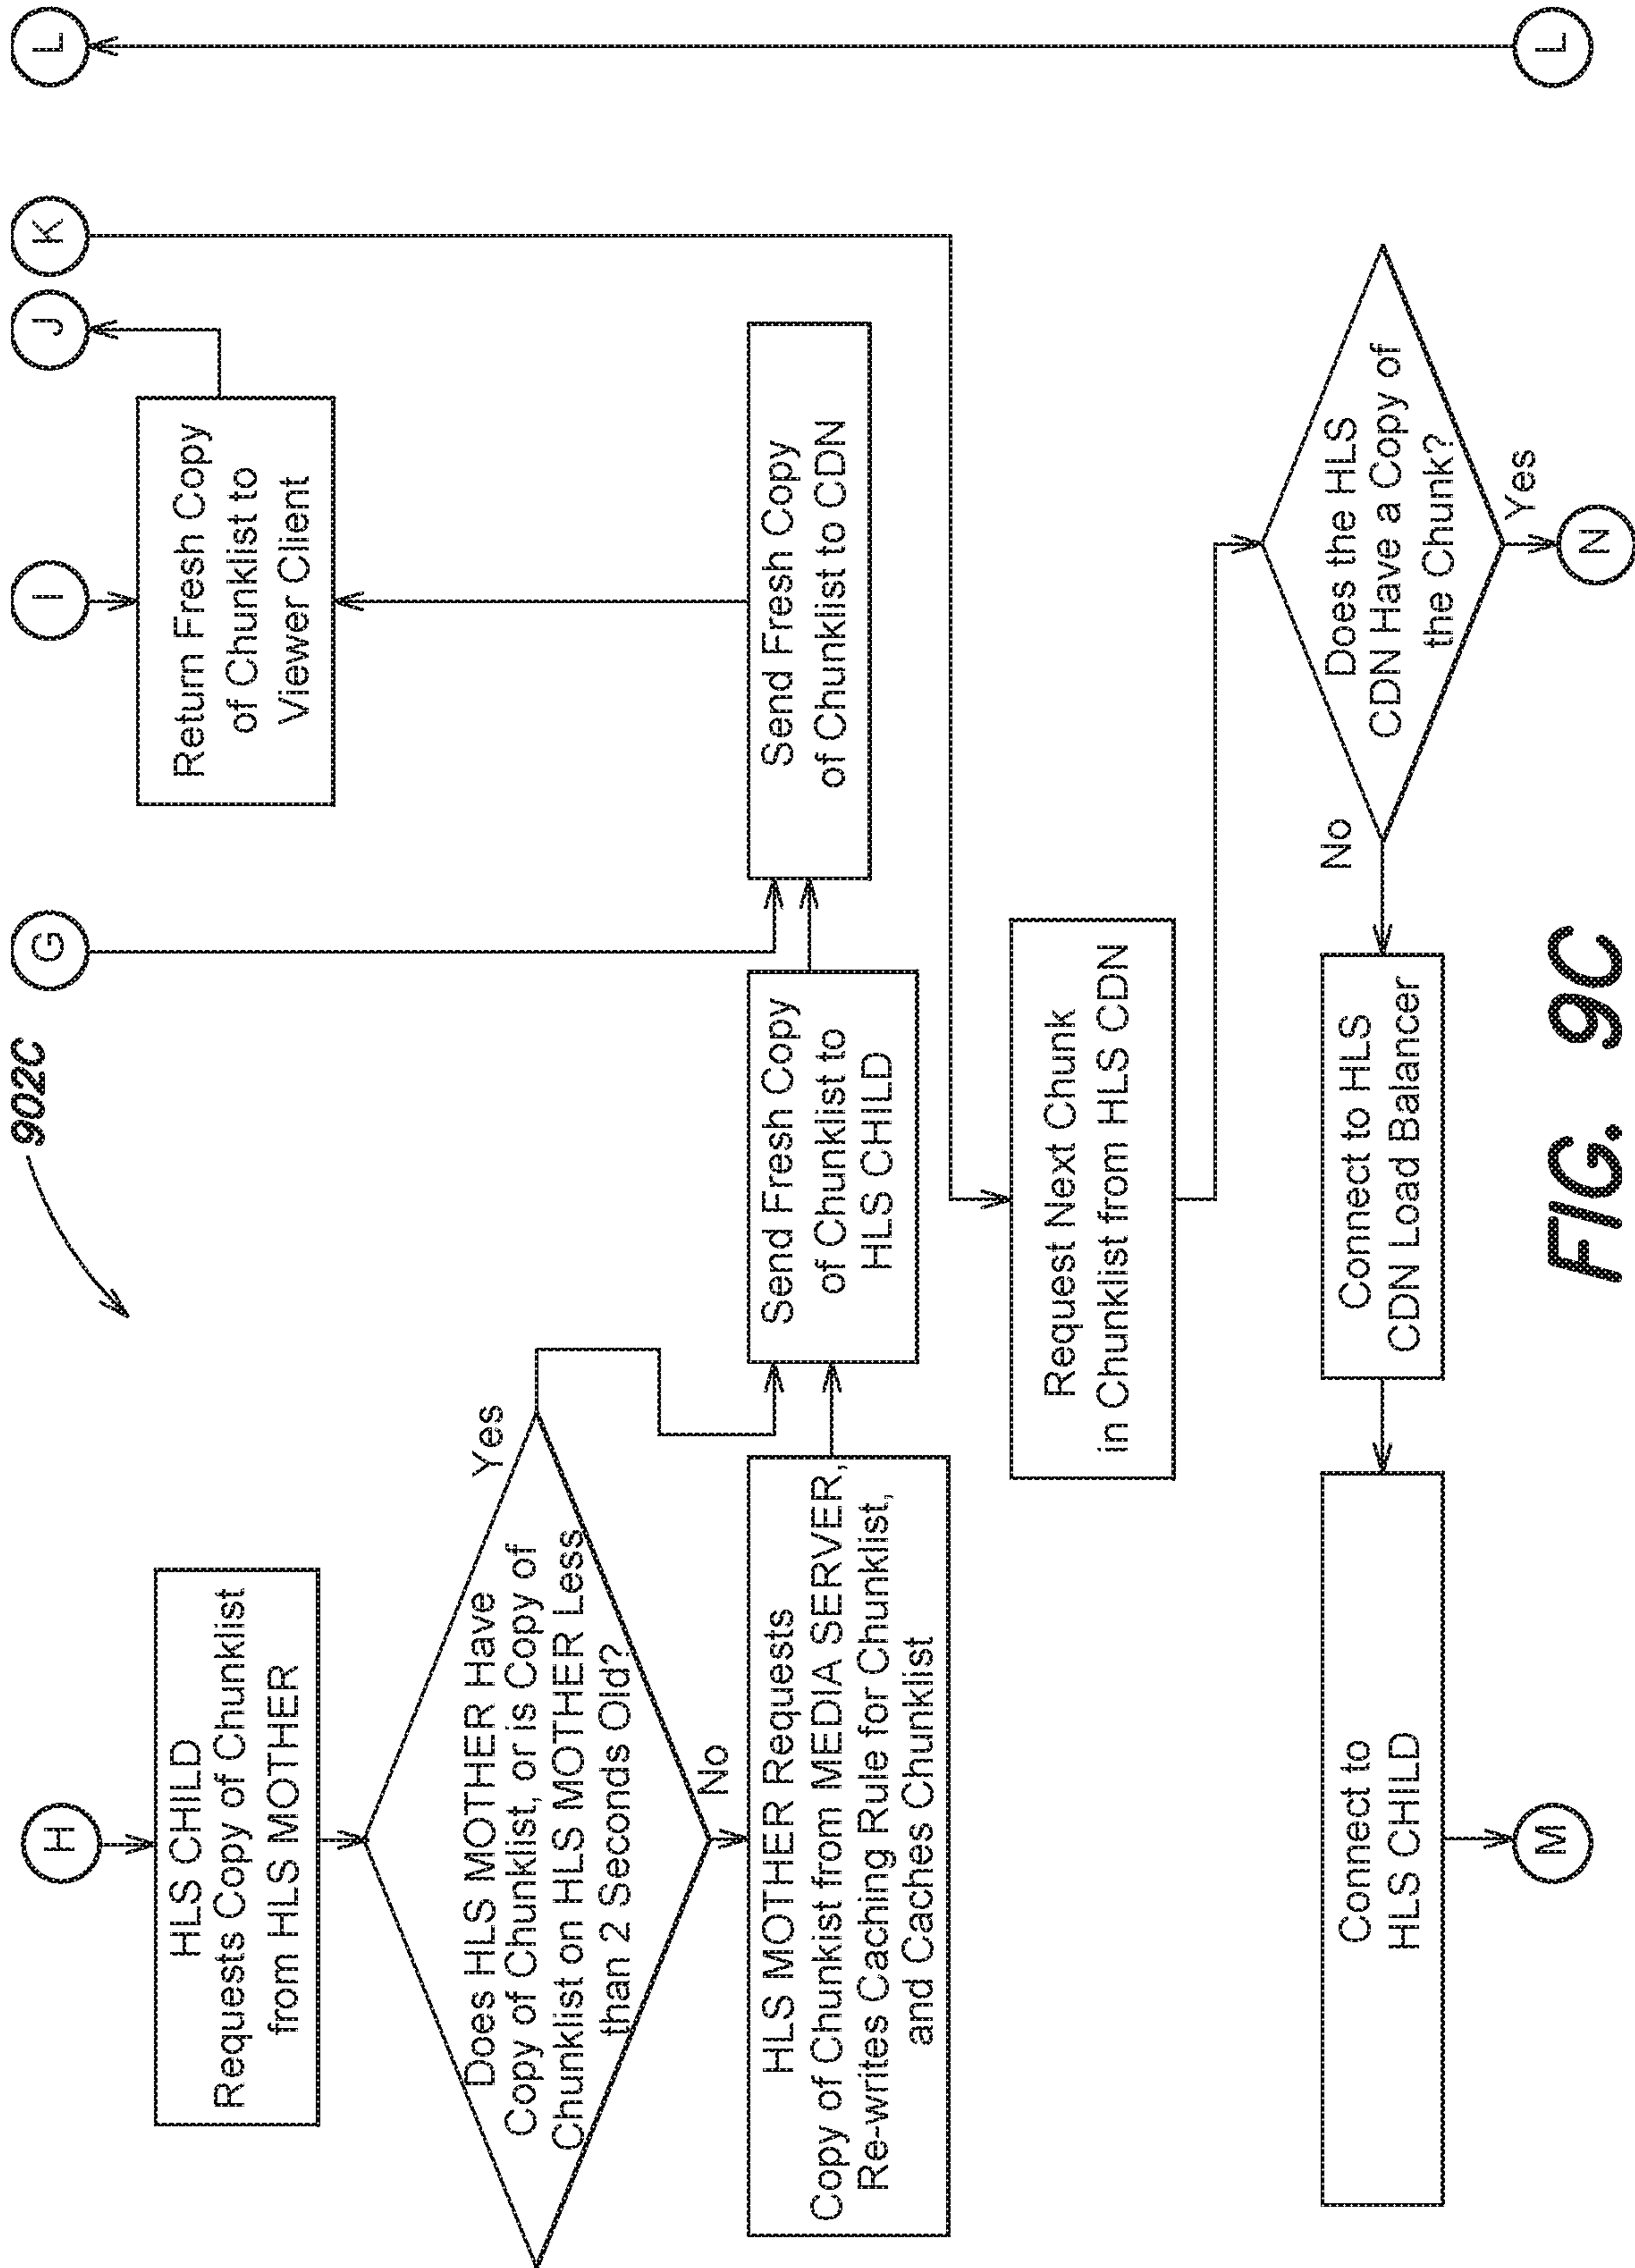 902C
H
G
I
J
K
L
HLS CHILD
Requests Copy of Chunklist
from HLS MOTHER
Return Fresh Copy
of Chunklist to
Viewer Client
Does HLS MOTHER Have
Copy of Chunklist, or is Copy of
Chunklist on HLS MOTHER Less
than 2 Seconds Old?
Yes
No
HLS MOTHER Requests
Copy of Chunkist from MEDIA SERVER,
Re-writes Caching Rule for Chunklist,
and Caches Chunklist
Send Fresh Copy
of Chunklist to
HLS CHILD
Send Fresh Copy
of Chunklist to CDN
Request Next Chunk
in Chunklist from HLS CDN
Connect to
HLS CHILD
Connect to HLS
CDN Load Balancer
No
Does the HLS
CDN Have a Copy of
the Chunk?
Yes
M
N
L
FIG. 9C